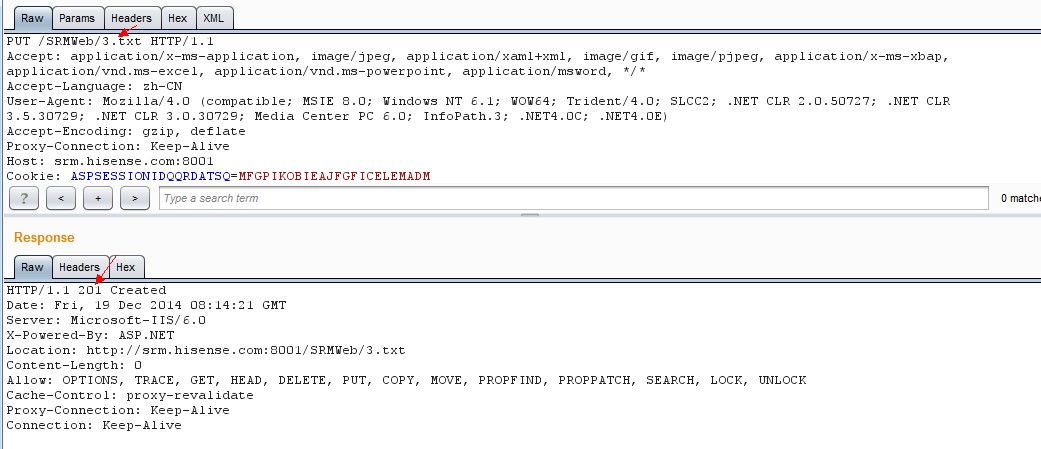 Raw Params Headers Hex XML
PUT /SRMWeb/3.txt HTTP/1.1
Accept: application/x-ms-application, image/jpeg, application/xaml+xml, image/gif, image/pjpeg, application/x-ms-xbap,
application/vnd.ms-excel, application/vnd.ms-powerpoint, application/msword, */*
Accept-Language: zh-CN
User-Agent: Mozilla/4.0 (compatible; MSIE 8.0; Windows NT 6.1; WOW64; Trident/4.0; SLCC2; .NET CLR 2.0.50727; .NET CLR
3.5.30729; .NET CLR 3.0.30729; Media Center PC 6.0; InfoPath.3; .NET4.0C; .NET4.0E)
Accept-Encoding: gzip, deflate
Proxy-Connection: Keep-Alive
Host: srm.hisense.com:8001
Cookie: ASPSESSIONIDQQRDATSQ=MFGPIKOBIEAJFGFICELEMADM
? < + > Type a search term 0 matche
Response
Raw Headers Hex
HTTP/1.1 201 Created
Date: Fri, 19 Dec 2014 08:14:21 GMT
Server: Microsoft-IIS/6.0
X-Powered-By: ASP.NET
Location: http://srm.hisense.com:8001/SRMWeb/3.txt
Content-Length: 0
Allow: OPTIONS, TRACE, GET, HEAD, DELETE, PUT, COPY, MOVE, PROPFIND, PROPPATCH, SEARCH, LOCK, UNLOCK
Cache-Control: proxy-revalidate
Proxy-Connection: Keep-Alive
Connection: Keep-Alive